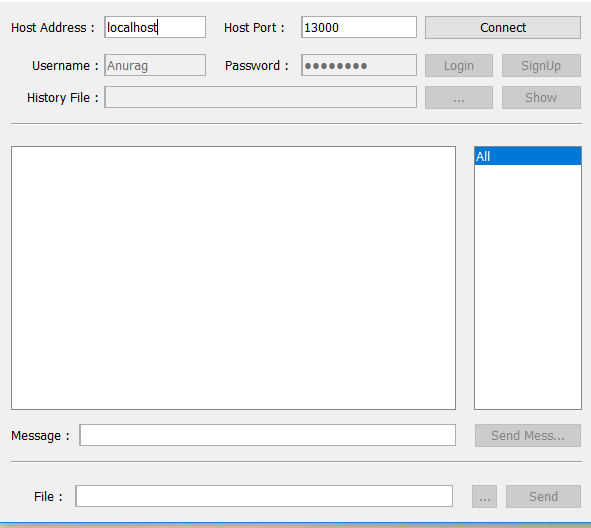 Host Address : localhost Host Port : 13000 Connect
Username : Anurag Password : ●●●●●●●● Login SignUp
History File : ... Show
All
Message : Send Mess...
File : ... Send